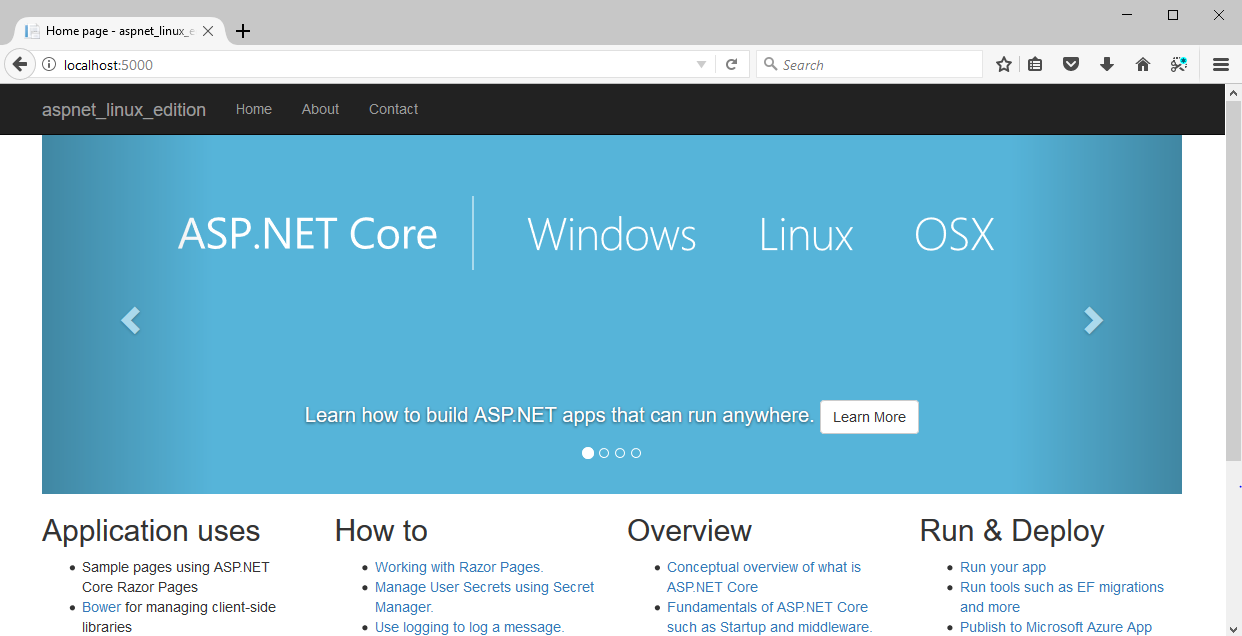 Home page - aspnet_linux_e
localhost:5000
Search
aspnet_linux_edition
Home
About
Contact
ASP.NET Core
Windows
Linux
OSX
Learn how to build ASP.NET apps that can run anywhere.
Learn More
Application uses
Sample pages using ASP.NET
Core Razor Pages
Bower for managing client-side
libraries
How to
Working with Razor Pages.
Manage User Secrets using Secret
Manager.
Use logging to log a message.
Overview
Conceptual overview of what is
ASP.NET Core
Fundamentals of ASP.NET Core
such as Startup and middleware.
Run & Deploy
Run your app
Run tools such as EF migrations
and more
Publish to Microsoft Azure App